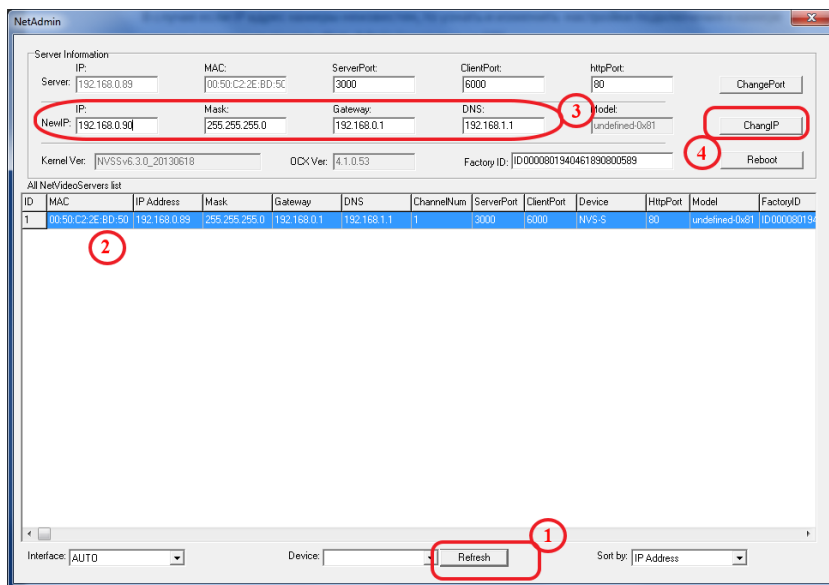 NetAdmin
Server Information
IP: MAC: ServerPort: ClientPort: httpPort:
Server: 192.168.0.89 00:50:C2:2E:BD:50 3000 6000 80 ChangePort
IP: Mask: Gateway: DNS: 3 Model:
NewIP: 192.168.0.90 255.255.255.0 192.168.0.1 192.168.1.1 undefined-0x81 ChangIP
Kernel Ver: NVSSv6.3.0_20130618 OCX Ver: 4.1.0.53 Factory ID: ID0000801940461890800589 4 Reboot
All NetVideoServers list
ID MAC IP Address Mask Gateway DNS ChannelNum ServerPort ClientPort Device HttpPort Model FactoryID
1 00:50:C2:2E:BD:50 192.168.0.89 255.255.255.0 192.168.0.1 192.168.1.1 1 3000 6000 NVS-S 80 undefined-0x81 ID000080194
2
1
Interface: AUTO Device: Refresh Sort by: IP Address